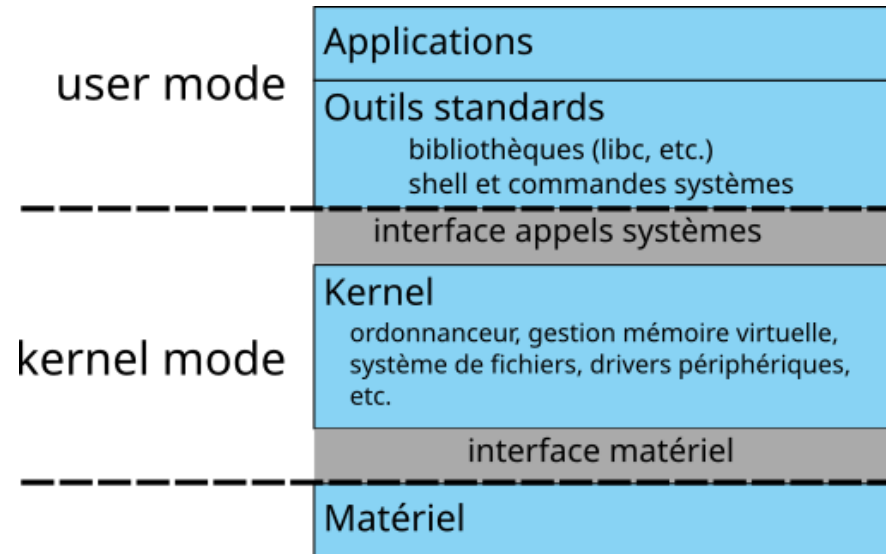 Applications
user mode
Outils standards
bibliothèques (libc, etc.)
shell et commandes systèmes
interface appels systèmes
Kernel
ordonnanceur, gestion mémoire virtuelle,
kernel mode
système de fichiers, drivers périphériques,
etc.
interface matériel
Matériel